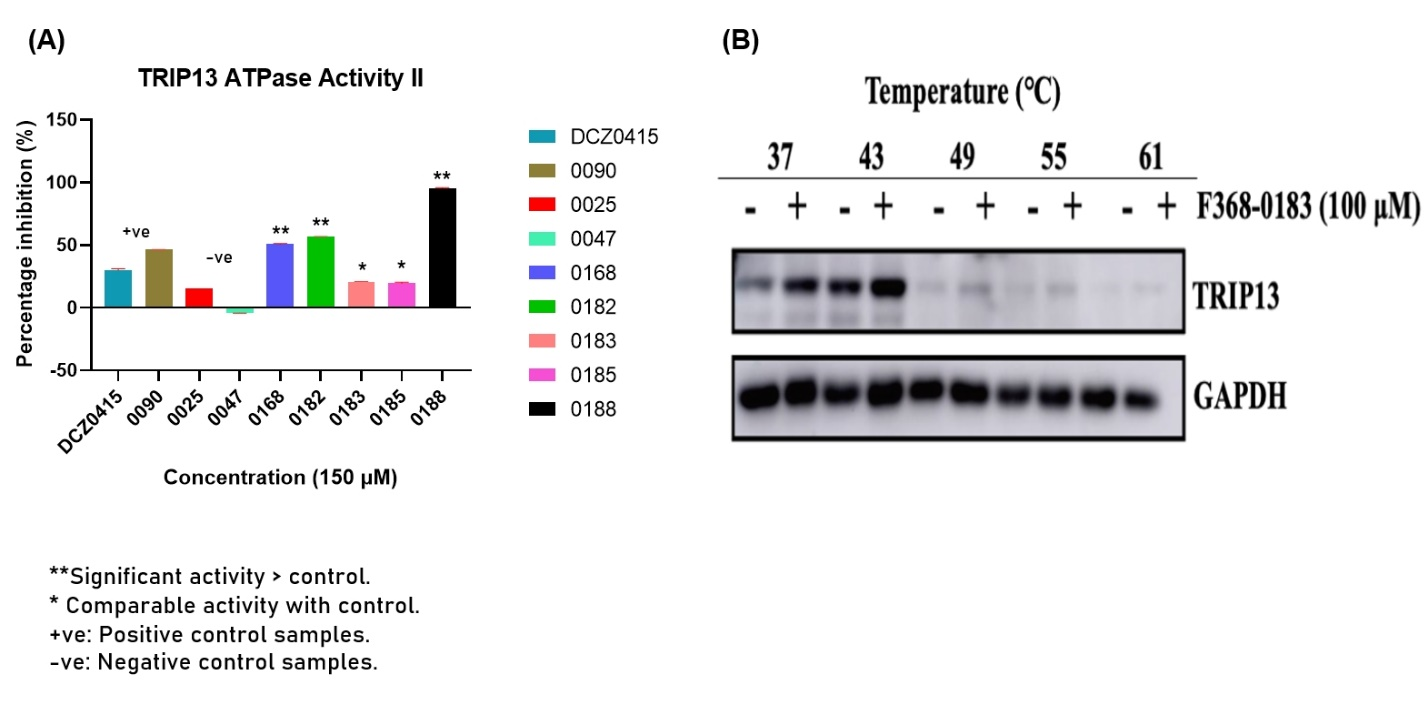 (A)
TRIP13 ATPase Activity II
Percentage inhibition (%)
150
100
50
0
-50
+ve
-ve
**
**
*
*
**
DCZ0415
0090
0025
0047
0168
0182
0183
0185
0188
Concentration (150 µM)
DCZ0415
0090
0025
0047
0168
0182
0183
0185
0188
**Significant activity > control.
* Comparable activity with control.
+ve: Positive control samples.
-ve: Negative control samples.
(B)
Temperature (°C)
37 43 49 55 61
- + - + - + - + - + F368-0183 (100 µM)
TRIP13
GAPDH